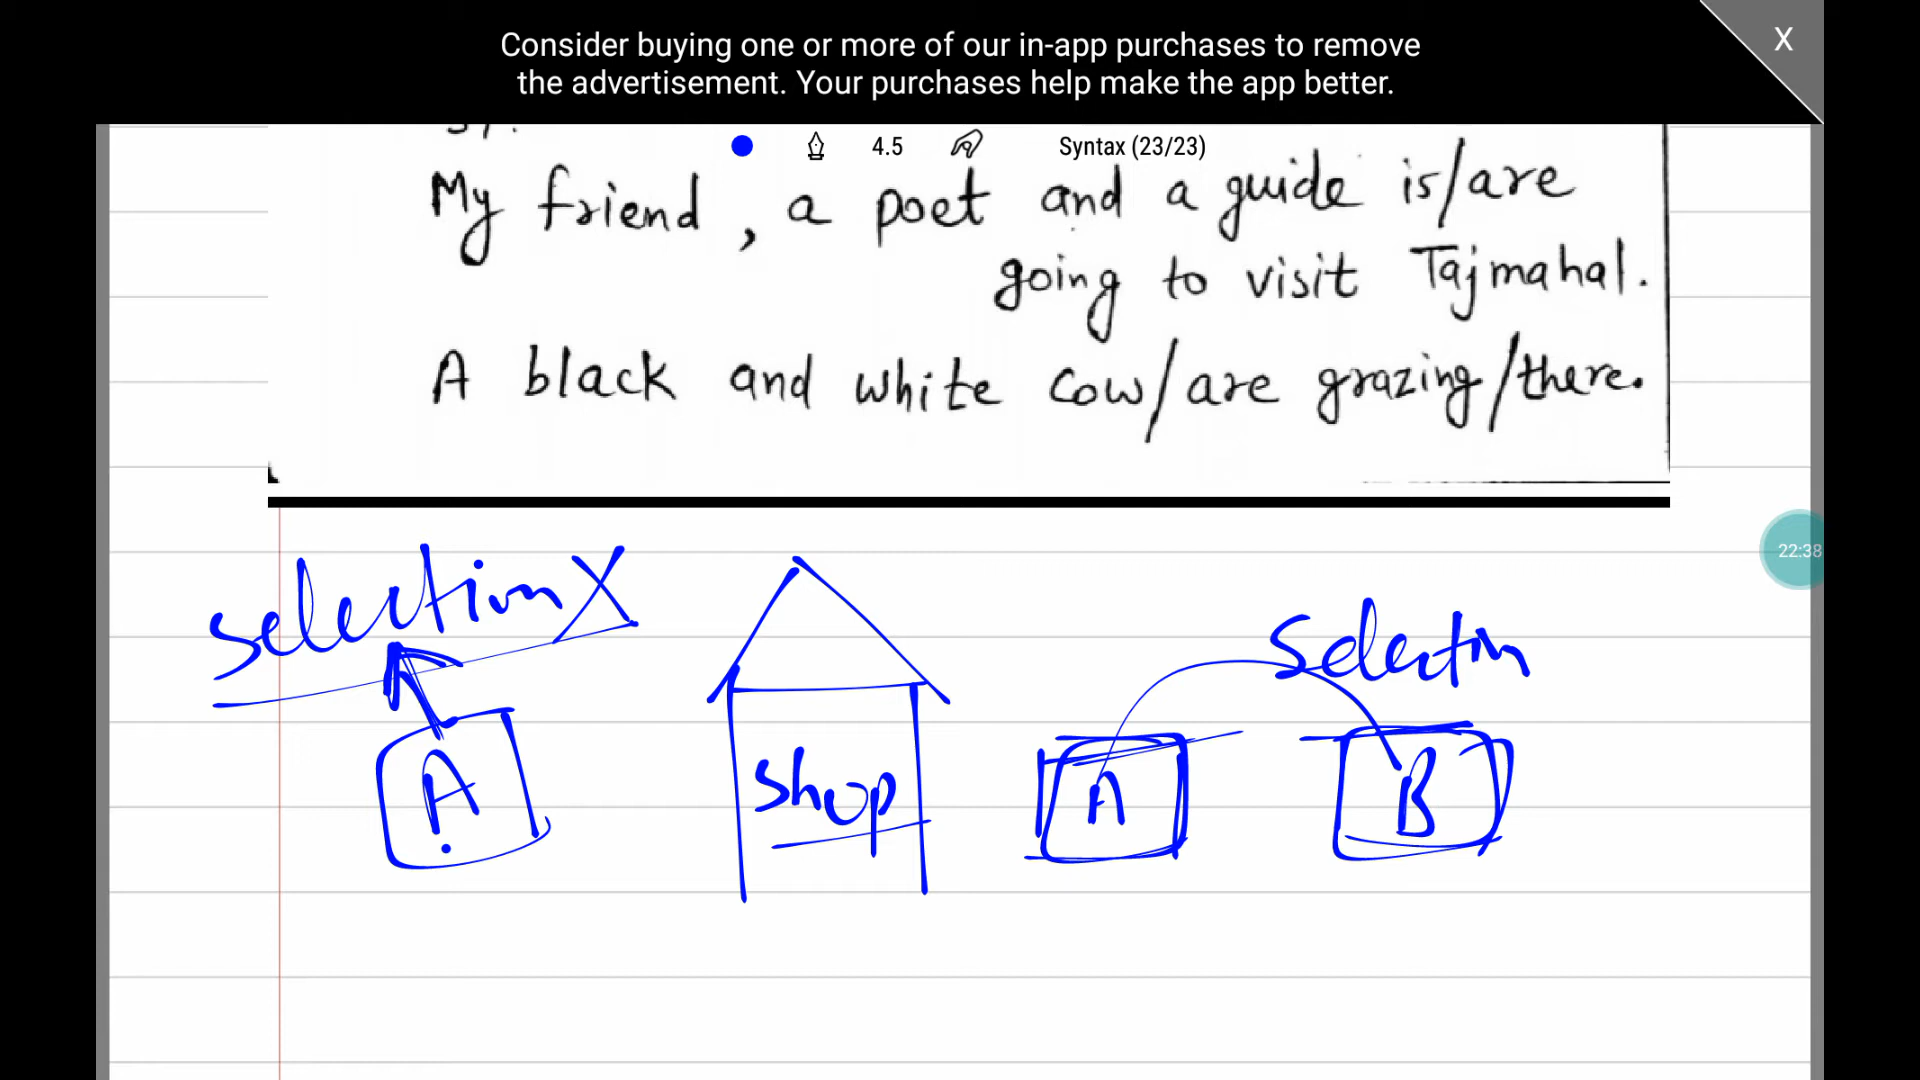 Consider buying one or more of our in-app purchases to remove
the advertisement. Your purchases help make the app better.
X
4.5 Syntax (23/23)
My friend, a poet and a guide is/are
going to visit Tajmahal.
A black and white cow/are grazing/there.
22:38
selection X
Selection
A
Shop
A
B